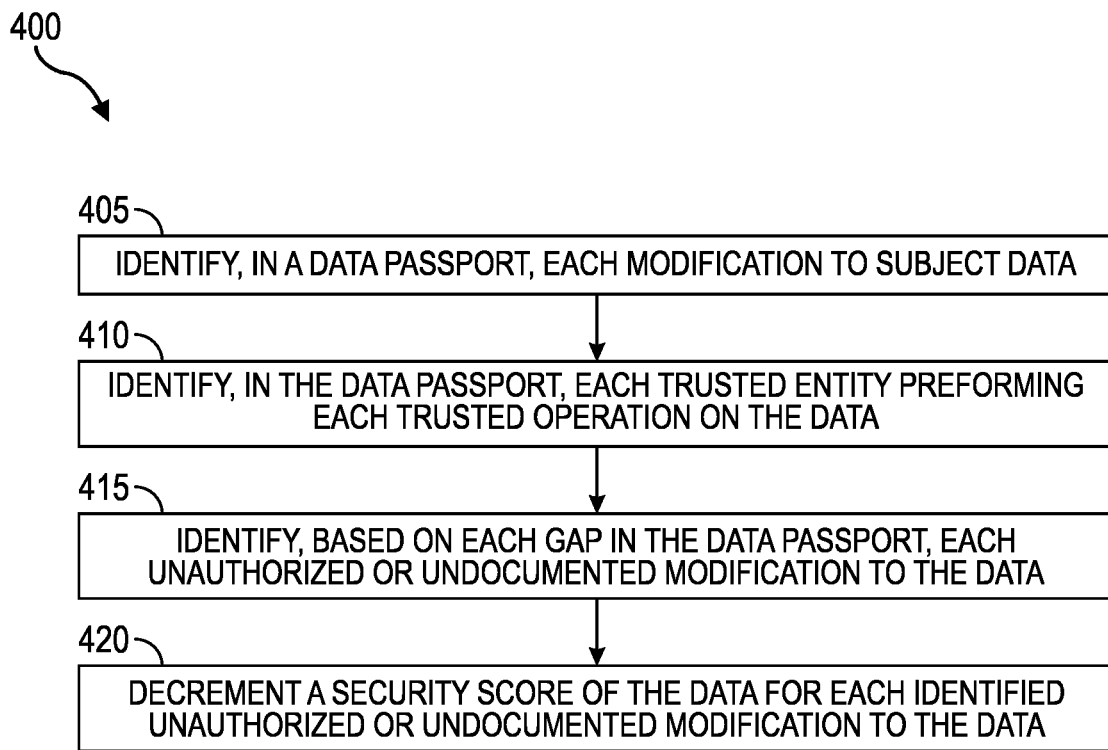 400
405
IDENTIFY, IN A DATA PASSPORT, EACH MODIFICATION TO SUBJECT DATA
410
IDENTIFY, IN THE DATA PASSPORT, EACH TRUSTED ENTITY PREFORMING
EACH TRUSTED OPERATION ON THE DATA
415
IDENTIFY, BASED ON EACH GAP IN THE DATA PASSPORT, EACH
UNAUTHORIZED OR UNDOCUMENTED MODIFICATION TO THE DATA
420
DECREMENT A SECURITY SCORE OF THE DATA FOR EACH IDENTIFIED
UNAUTHORIZED OR UNDOCUMENTED MODIFICATION TO THE DATA